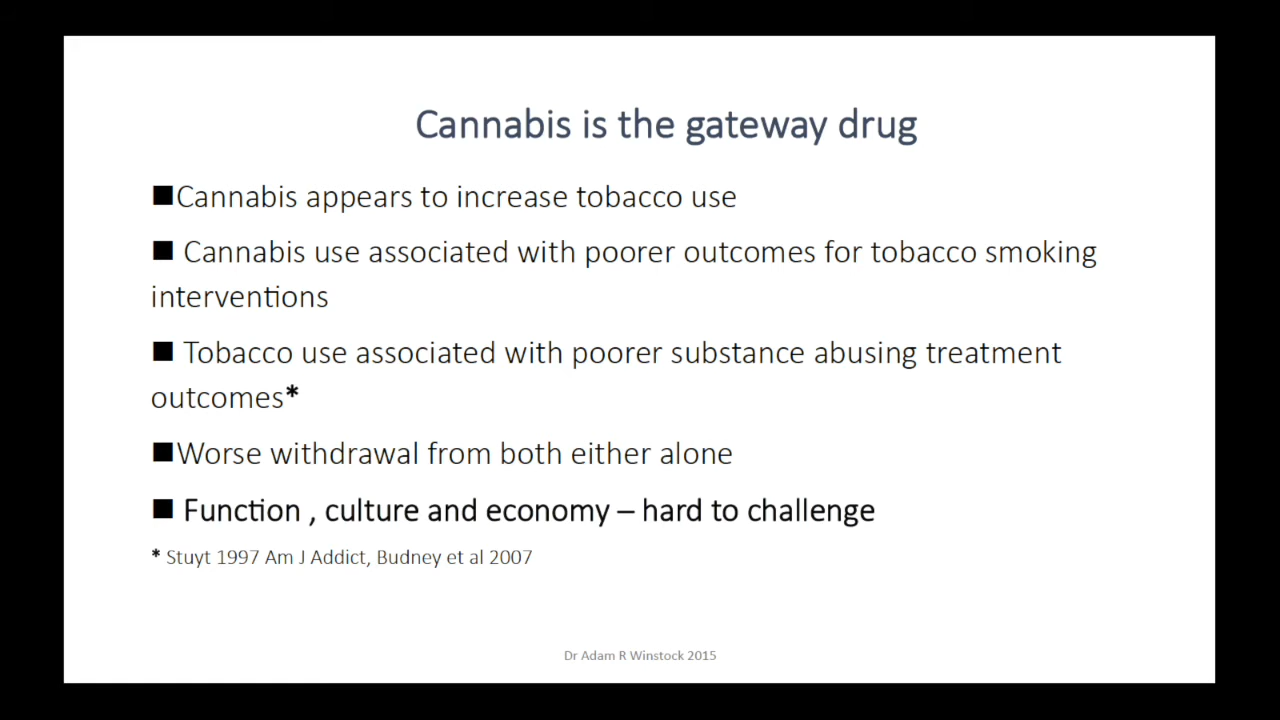 Cannabis is the gateway drug
■Cannabis appears to increase tobacco use
■ Cannabis use associated with poorer outcomes for tobacco smoking
interventions
■ Tobacco use associated with poorer substance abusing treatment
outcomes*
■Worse withdrawal from both either alone
■ Function , culture and economy – hard to challenge
* Stuyt 1997 Am J Addict, Budney et al 2007
Dr Adam R Winstock 2015